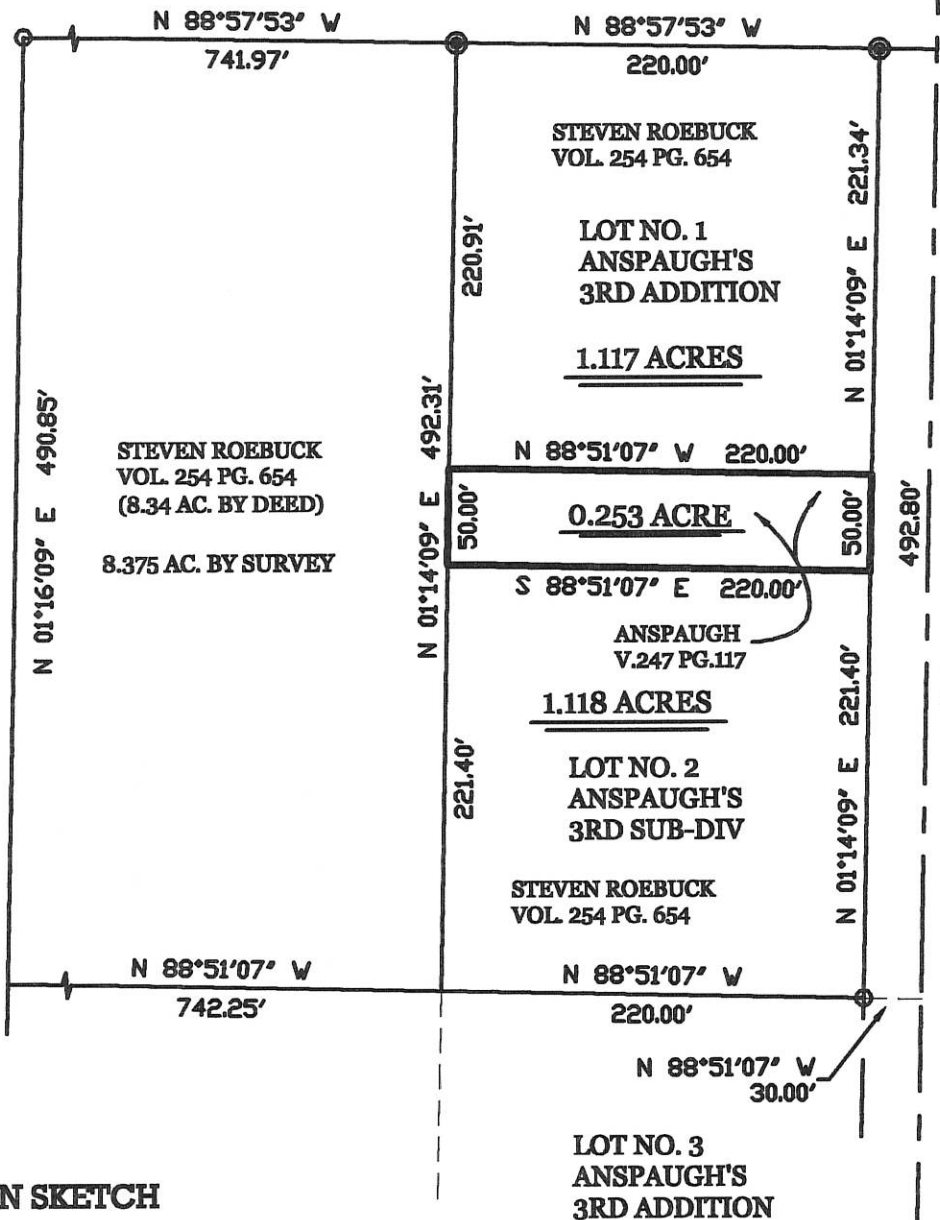 N 88°57'53" W
741.97'
N 88°57'53" W
220.00'
STEVEN ROEBUCK
VOL. 254 PG. 654
LOT NO. 1
ANSPAUGH'S
3RD ADDITION
1.117 ACRES
220.91'
N 01°14'09" E 221.34'
N 01°16'09" E 490.85'
STEVEN ROEBUCK
VOL. 254 PG. 654
(8.34 AC. BY DEED)
8.375 AC. BY SURVEY
N 01°14'09" E 492.31'
N 88°51'07" W 220.00'
50.00'
0.253 ACRE
50.00'
492.80'
S 88°51'07" E 220.00'
ANSPAUGH
V.247 PG.117
1.118 ACRES
221.40'
LOT NO. 2
ANSPAUGH'S
3RD SUB-DIV
N 01°14'09" E 221.40'
STEVEN ROEBUCK
VOL. 254 PG. 654
N 88°51'07" W
742.25'
N 88°51'07" W
220.00'
N 88°51'07" W
30.00'
LOT NO. 3
ANSPAUGH'S
3RD ADDITION
N SKETCH